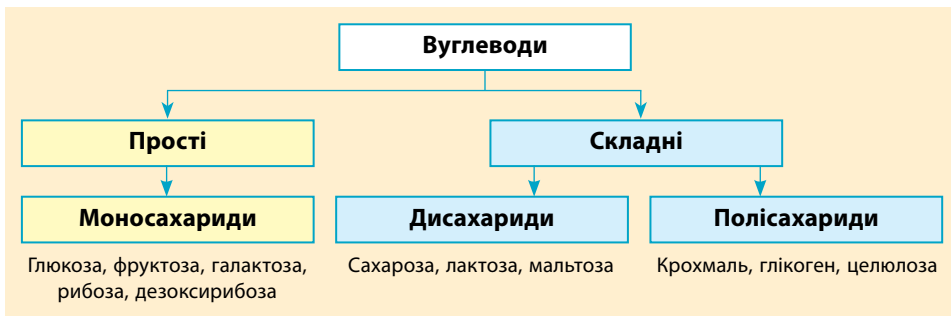 Вуглеводи
Прості
Складні
Моносахариди
Дисахариди
Полісахариди
Глюкоза, фруктоза, галактоза,
рибоза, дезоксирибоза
Сахароза, лактоза, мальтоза
Крохмаль, глікоген, целюлоза